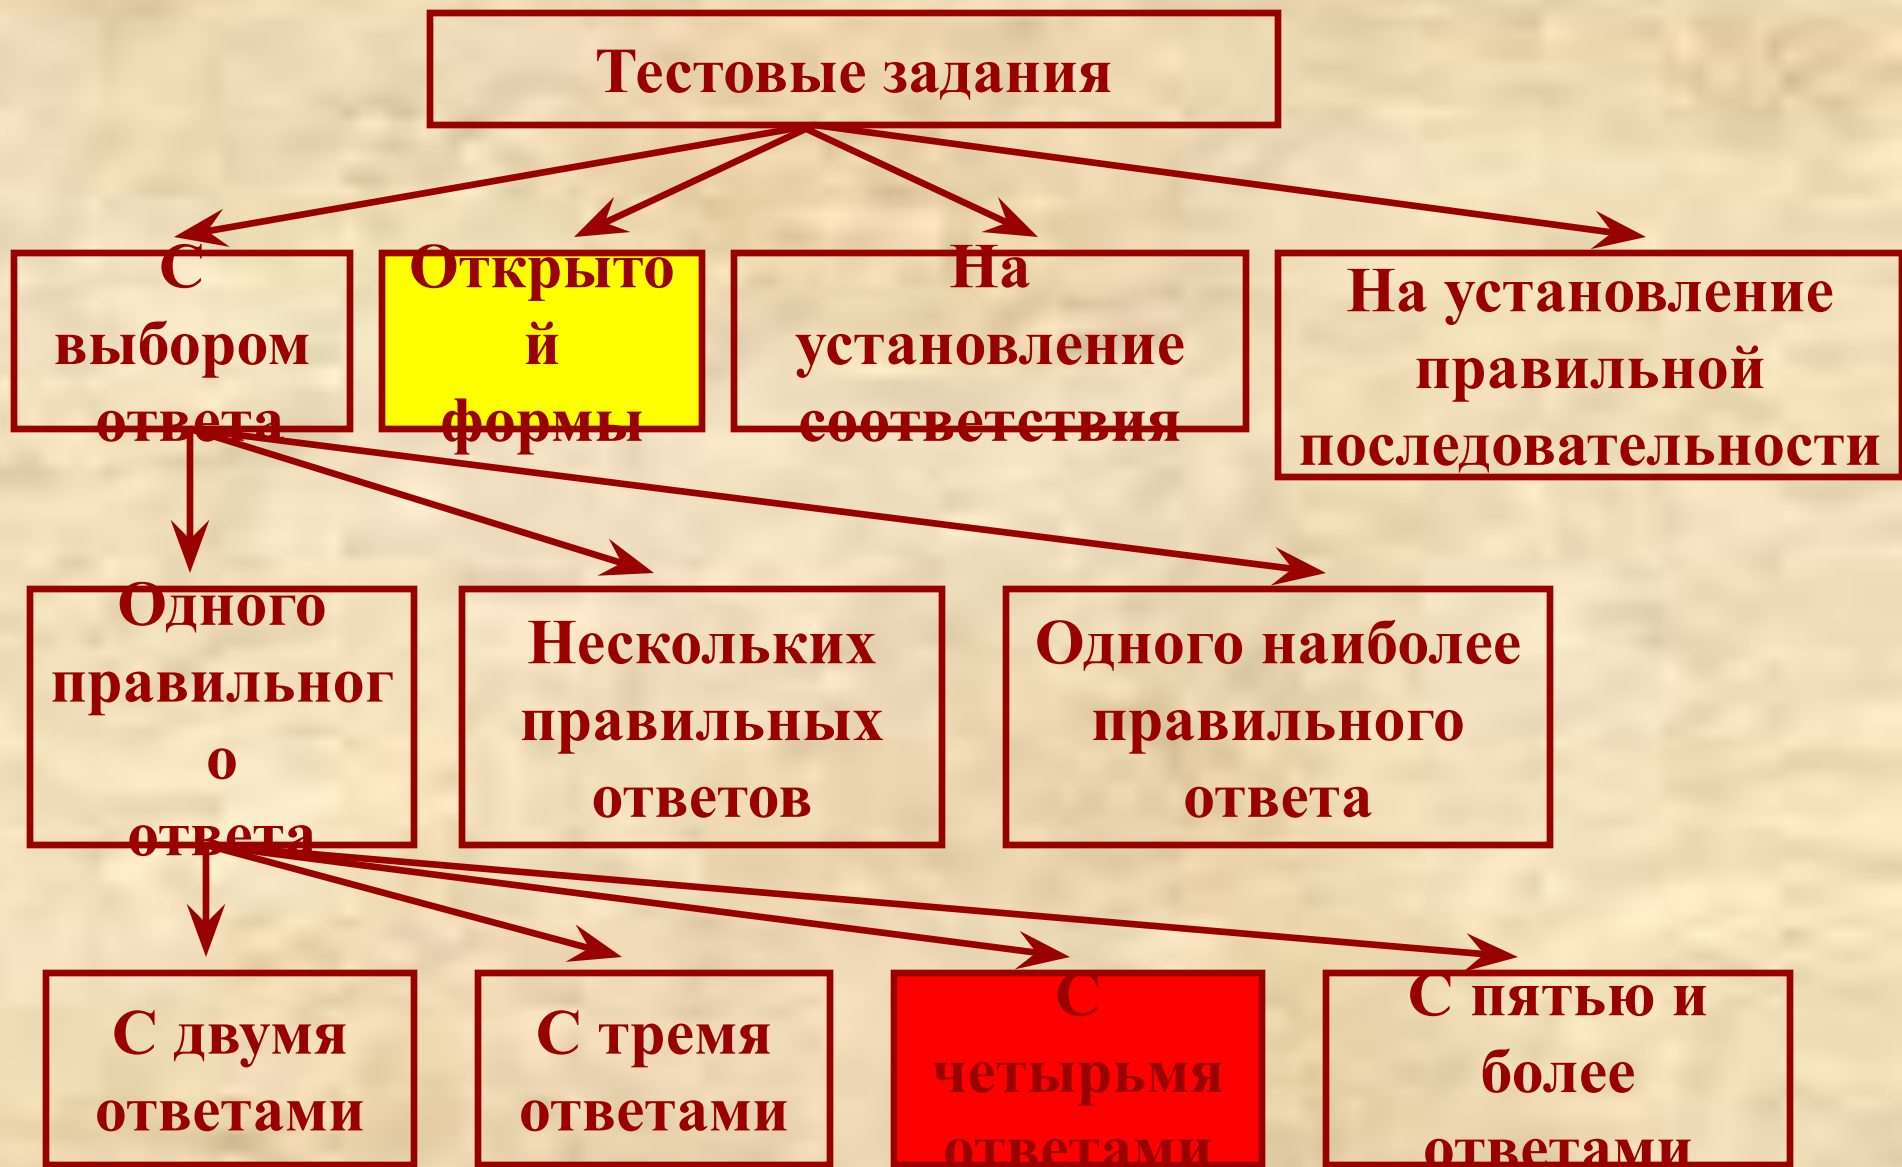 Тестовые задания
С
выбором
ответа
Открыто
й
формы
На
установление
соответствия
На установление
правильной
последовательности
Одного
правильног
о
ответа
Нескольких
правильных
ответов
Одного наиболее
правильного
ответа
С двумя
ответами
С тремя
ответами
С
четырьмя
ответами
С пятью и
более
ответами